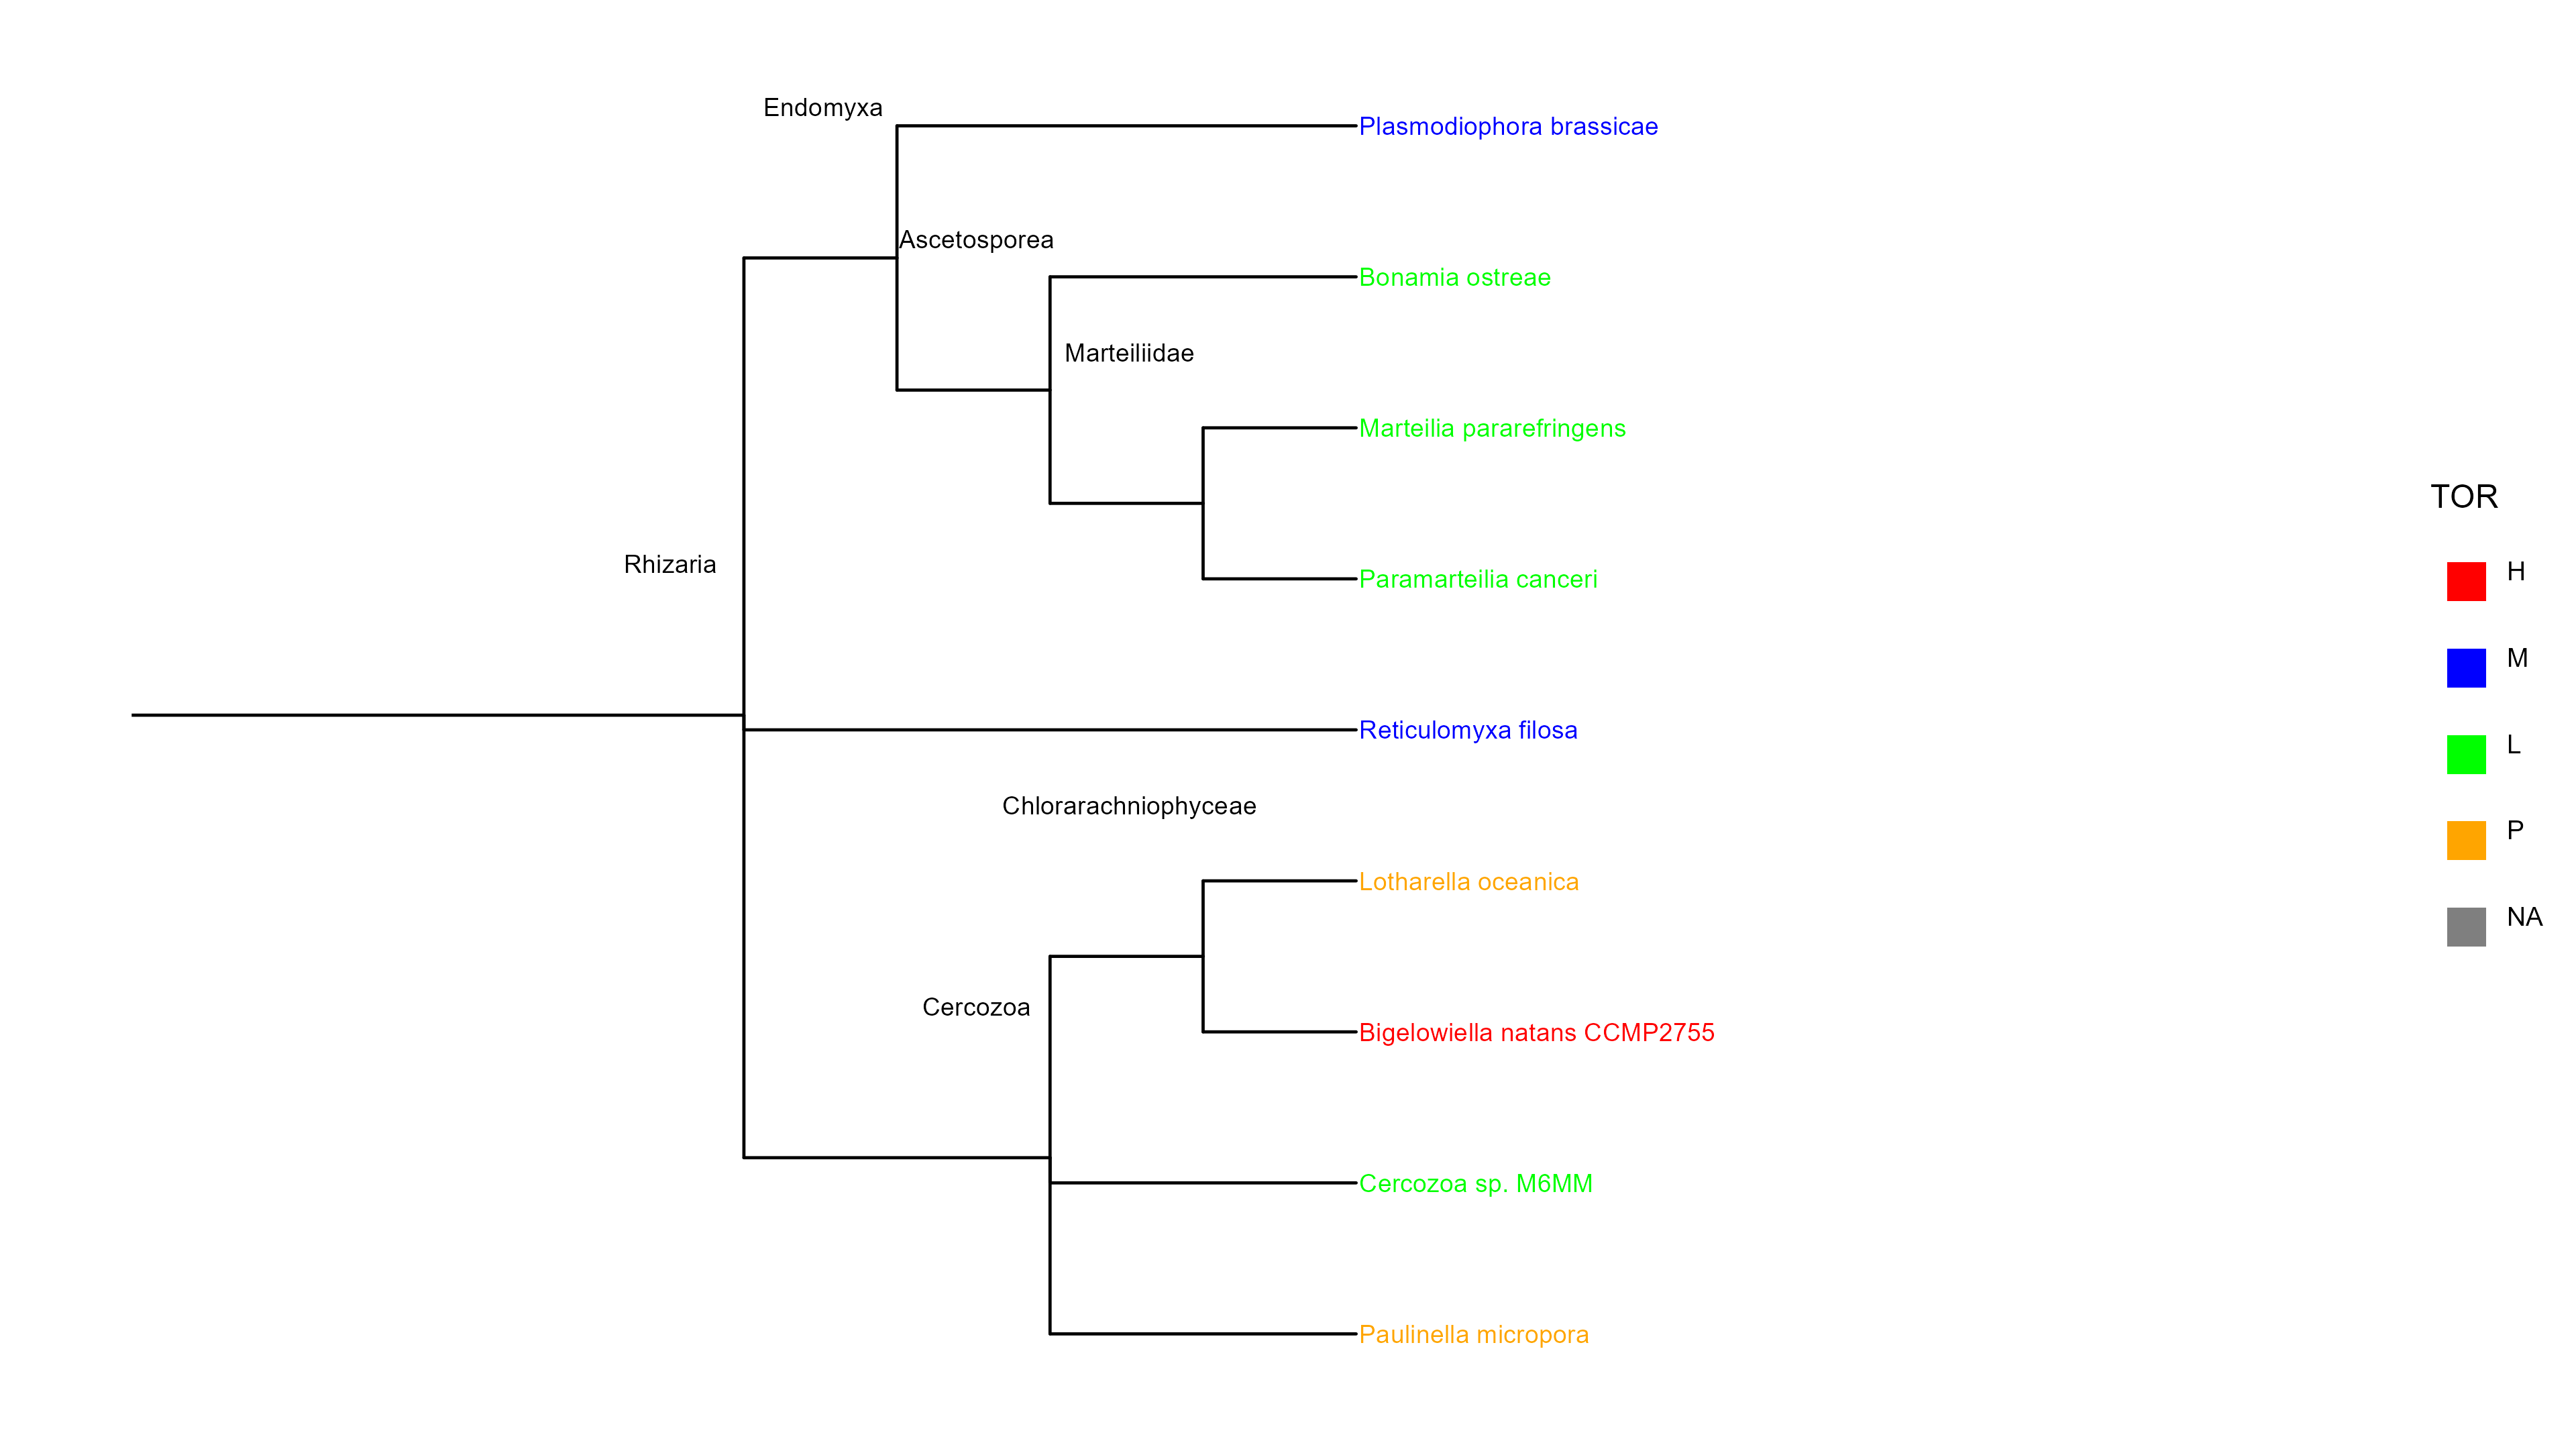 Endomyxa
Plasmodiophora brassicae
Ascetosporea
Bonamia ostreae
Marteiliidae
Marteilia pararefringens
Rhizaria
Paramarteilia canceri
Reticulomyxa filosa
Chlorarachniophyceae
Lotharella oceanica
Cercozoa
Bigelowiella natans CCMP2755
Cercozoa sp. M6MM
Paulinella micropora
TOR
H
M
L
P
NA